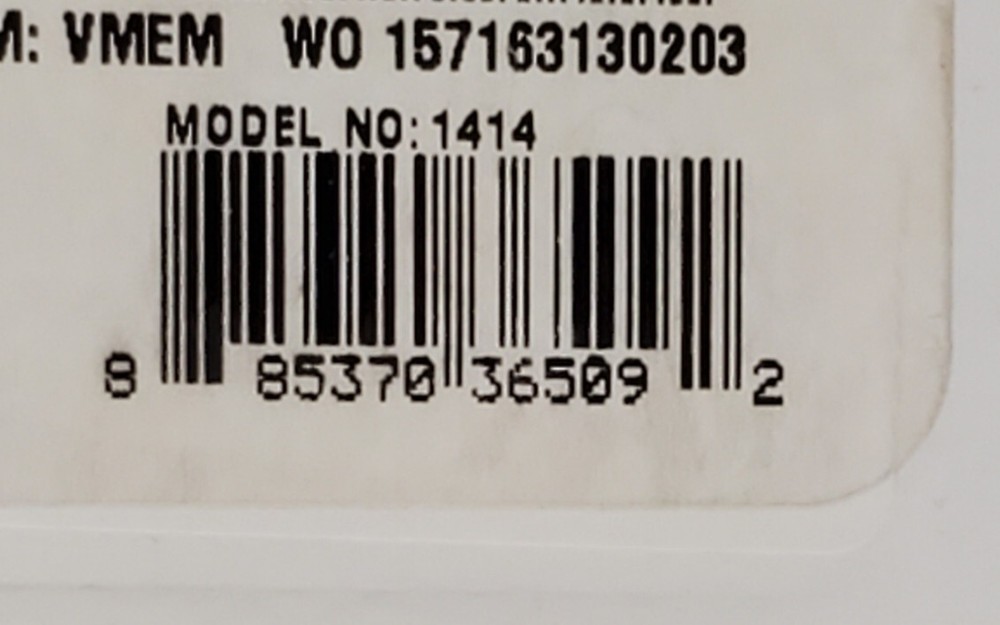 M: VMEM WO 157163130203
MODEL NO: 1414
8 85370 36509 2